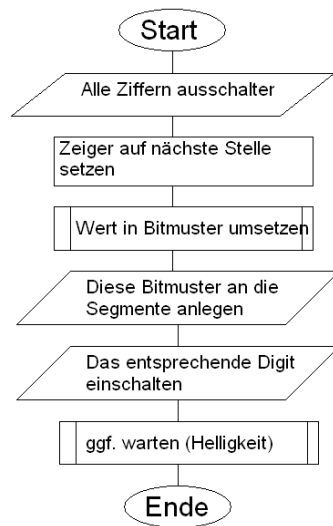 Start
Alle Ziffern ausschalter
Zeiger auf nächste Stelle
setzen
Wert in Bitmuster umsetzen
Diese Bitmuster an die
Segmente anlegen
Das entsprechende Digit
einschalten
ggf. warten (Helligkeit)
Ende